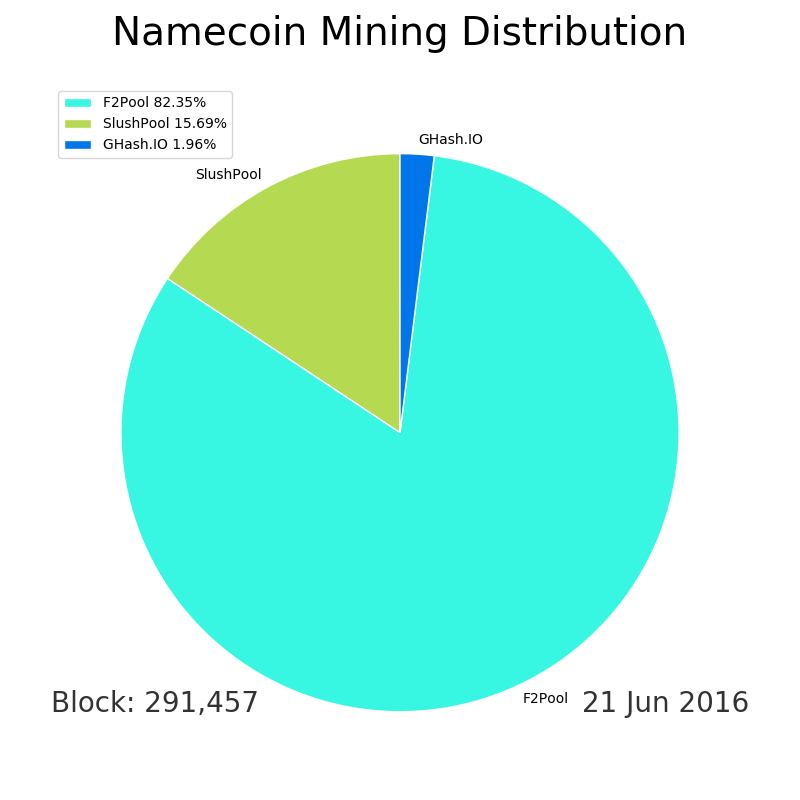 Namecoin Mining Distribution
F2Pool 82.35%
SlushPool 15.69%
GHash.IO 1.96%
GHash.IO
SlushPool
F2Pool
Block: 291,457
21 Jun 2016